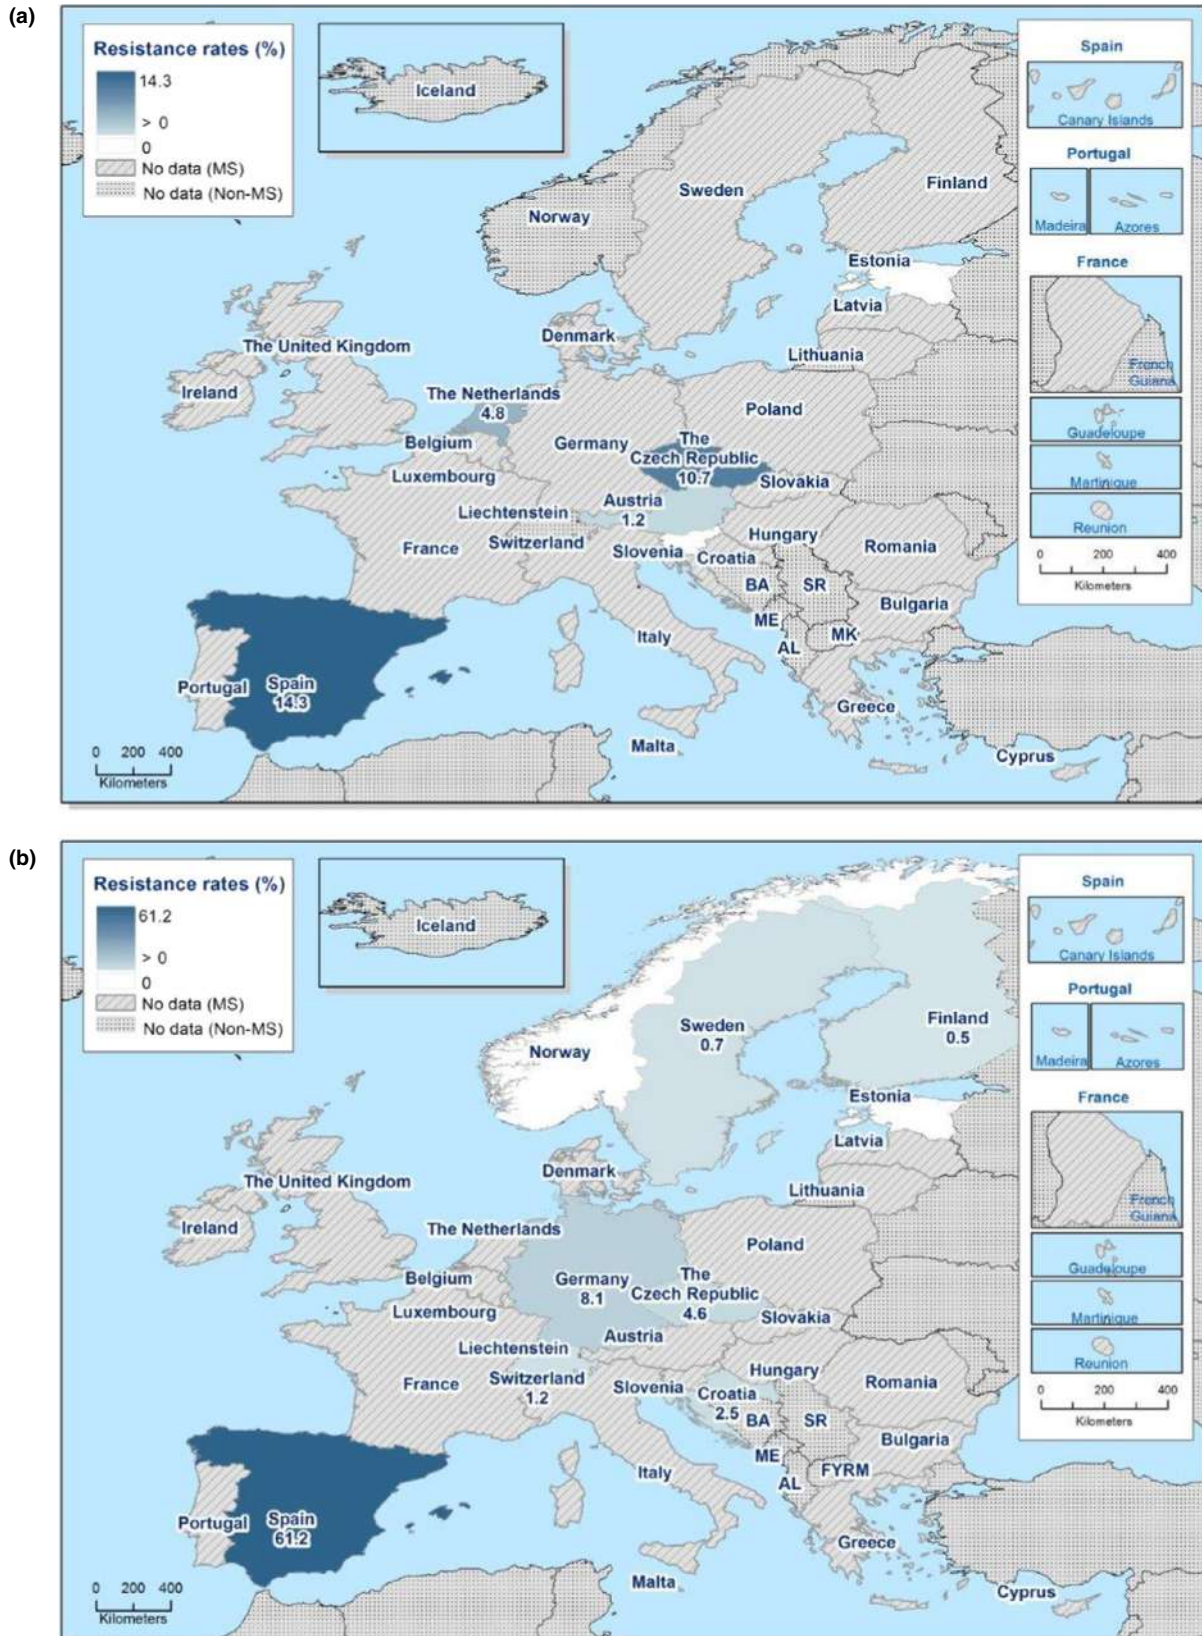 (a)
Resistance rates (%)
14.3
> 0
0
No data (MS)
No data (Non-MS)
Iceland
Spain
Canary Islands
Portugal
Madeira
Azores
France
French
Guiana
Guadeloupe
Martinique
Reunion
0 200 400
Kilometers
Norway
Sweden
Finland
Estonia
Latvia
Lithuania
Denmark
The United Kingdom
Ireland
The Netherlands
4.8
Belgium
Luxembourg
Germany
Poland
The
Czech Republic
10.7
Slovakia
Austria
1.2
Liechtenstein
Switzerland
France
Slovenia
Croatia
Hungary
Romania
BA
SR
ME
MK
AL
Bulgaria
Italy
Greece
Portugal
Spain
14.3
Malta
Cyprus
0 200 400
Kilometers
(b)
Resistance rates (%)
61.2
> 0
0
No data (MS)
No data (Non-MS)
Iceland
Spain
Canary Islands
Portugal
Madeira
Azores
France
French
Guiana
Guadeloupe
Martinique
Reunion
0 200 400
Kilometers
Norway
Sweden
0.7
Finland
0.5
Estonia
Latvia
Lithuania
Denmark
The United Kingdom
Ireland
The Netherlands
Belgium
Luxembourg
Germany
8.1
Poland
The
Czech Republic
4.6
Slovakia
Austria
Liechtenstein
Switzerland
1.2
France
Slovenia
Croatia
2.5
Hungary
Romania
BA
SR
ME
FYRM
AL
Bulgaria
Italy
Greece
Portugal
Spain
61.2
Malta
Cyprus
0 200 400
Kilometers